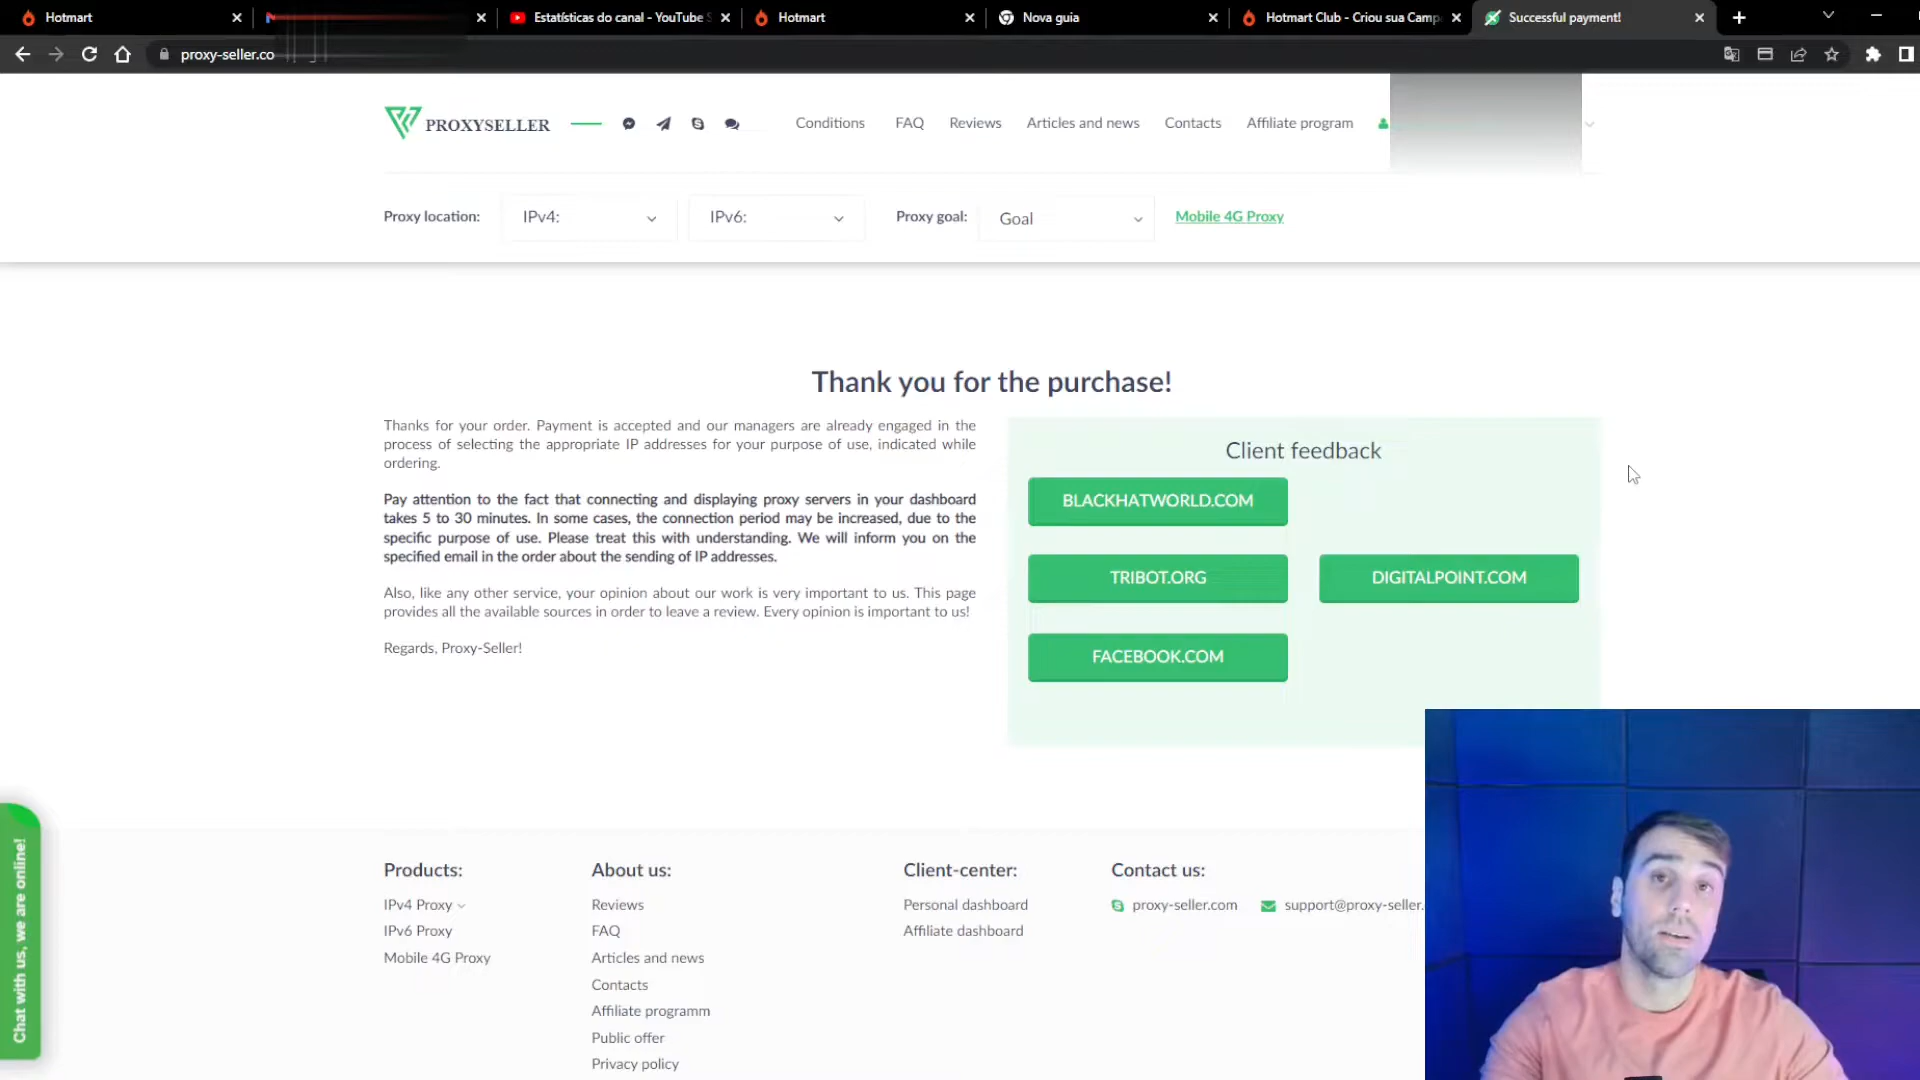 Hotmart
Estatísticas do canal - YouTube S
Hotmart
Nova guia
Hotmart Club - Criou sua Camp
Successful payment!
proxy-seller.co
PROXYSELLER
Conditions
FAQ
Reviews
Articles and news
Contacts
Affiliate program
Proxy location:
IPv4:
IPv6:
Proxy goal:
Goal
Mobile 4G Proxy
Thank you for the purchase!
Thanks for your order. Payment is accepted and our managers are already engaged in the
process of selecting the appropriate IP addresses for your purpose of use, indicated while
ordering.
Pay attention to the fact that connecting and displaying proxy servers in your dashboard
takes 5 to 30 minutes. In some cases, the connection period may be increased, due to the
specific purpose of use. Please treat this with understanding. We will inform you on the
specified email in the order about the sending of IP addresses.
Also, like any other service, your opinion about our work is very important to us. This page
provides all the available sources in order to leave a review. Every opinion is important to us!
Regards, Proxy-Seller!
Client feedback
BLACKHATWORLD.COM
TRIBOT.ORG
DIGITALPOINT.COM
FACEBOOK.COM
Chat with us, we are online!
Products:
IPv4 Proxy
IPv6 Proxy
Mobile 4G Proxy
About us:
Reviews
FAQ
Articles and news
Contacts
Affiliate programm
Public offer
Privacy policy
Client-center:
Personal dashboard
Affiliate dashboard
Contact us:
proxy-seller.com
support@proxy-seller.